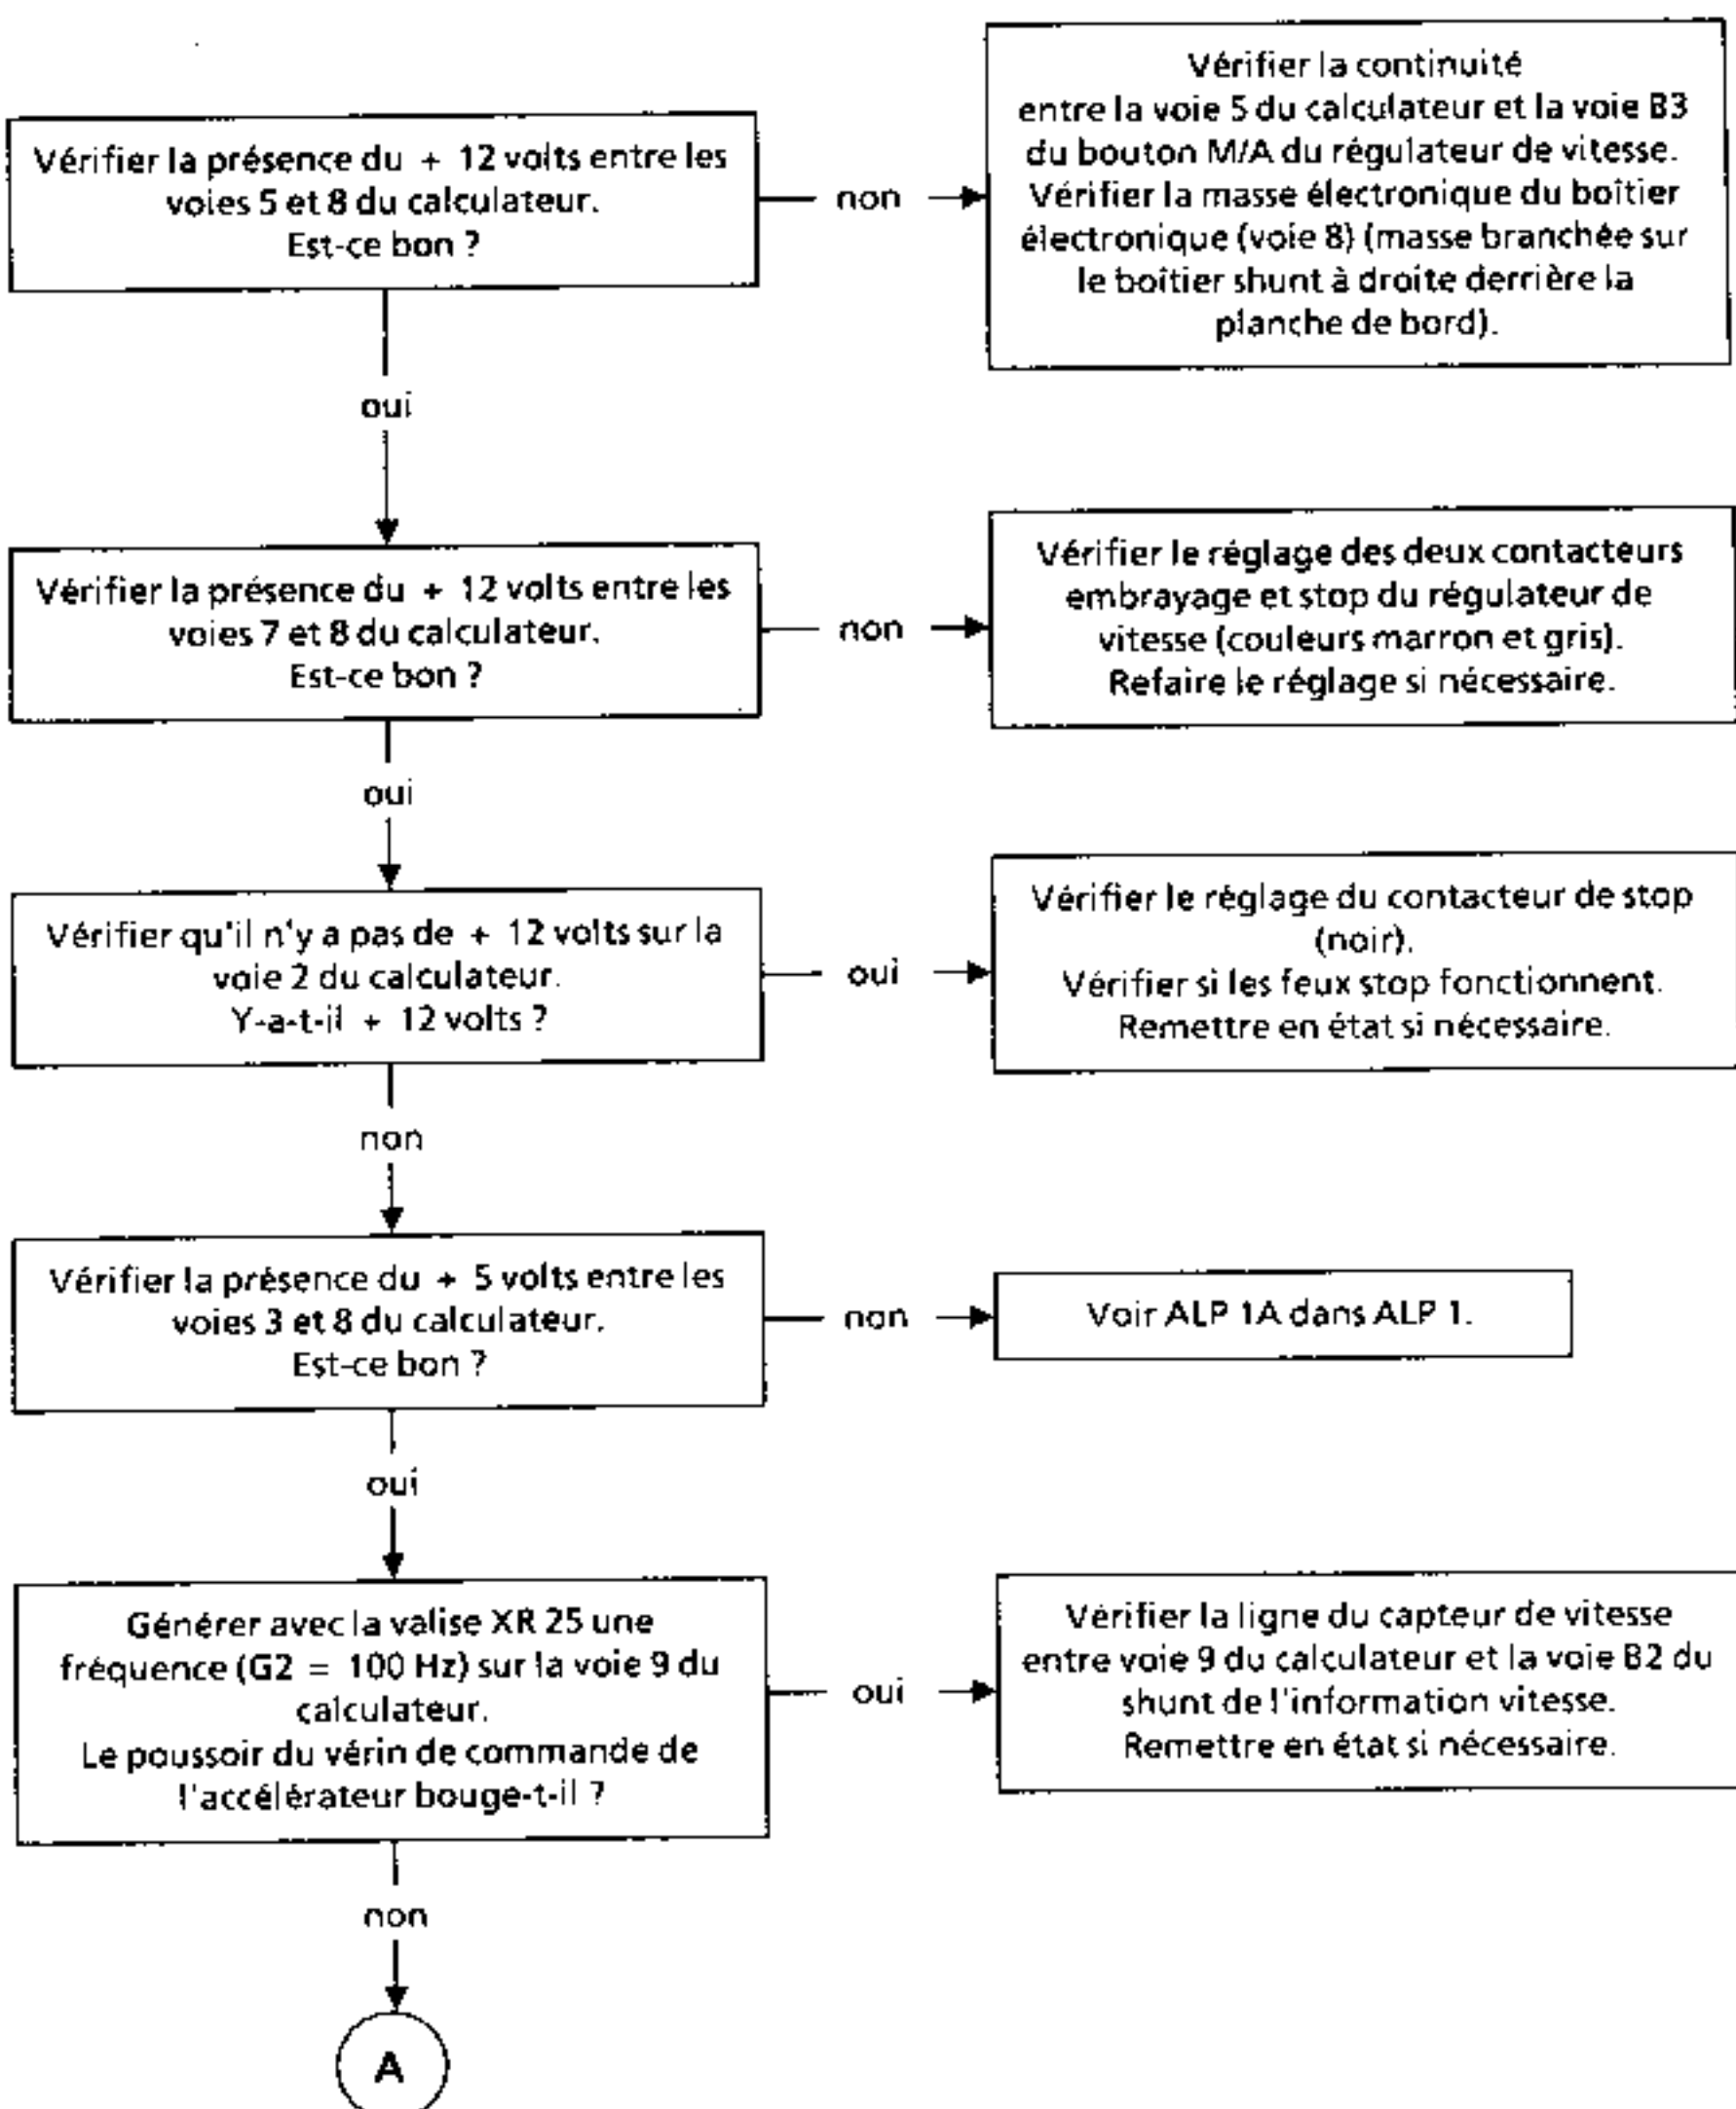 Vérifier la présence du + 12 volts entre les
voies 5 et 8 du calculateur.
Est-ce bon ?
non
Vérifier la continuité
entre la voie 5 du calculateur et la voie B3
du bouton M/A du régulateur de vitesse.
Vérifier la masse électronique du boîtier
électronique (voie 8) (masse branchée sur
le boîtier shunt à droite derrière la
planche de bord).
oui
Vérifier la présence du + 12 volts entre les
voies 7 et 8 du calculateur.
Est-ce bon ?
non
Vérifier le réglage des deux contacteurs
embrayage et stop du régulateur de
vitesse (couleurs marron et gris).
Refaire le réglage si nécessaire.
oui
Vérifier qu'il n'y a pas de + 12 volts sur la
voie 2 du calculateur.
Y-a-t-il + 12 volts ?
oui
Vérifier le réglage du contacteur de stop
(noir).
Vérifier si les feux stop fonctionnent.
Remettre en état si nécessaire.
non
Vérifier la présence du + 5 volts entre les
voies 3 et 8 du calculateur.
Est-ce bon ?
non
Voir ALP 1A dans ALP 1.
oui
Générer avec la valise XR 25 une
fréquence (G2 = 100 Hz) sur la voie 9 du
calculateur.
Le poussoir du vérin de commande de
l'accélérateur bouge-t-il ?
oui
Vérifier la ligne du capteur de vitesse
entre voie 9 du calculateur et la voie B2 du
shunt de l'information vitesse.
Remettre en état si nécessaire.
non
A